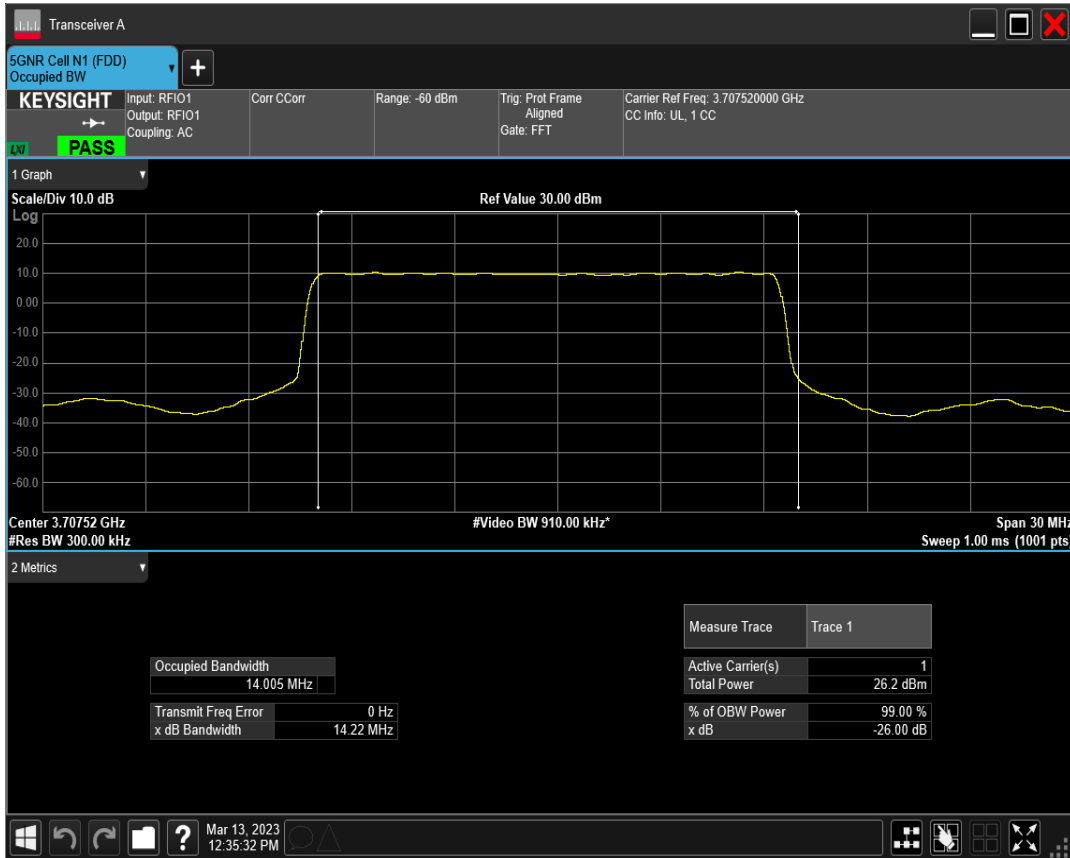 Transceiver A
5GNR Cell N1 (FDD)
Occupied BW
+
KEYSIGHT
Input: RFIO1
Output: RFIO1
Coupling: AC
LXI
PASS
Corr CCorr
Range: -60 dBm
Trig: Prot Frame
Aligned
Gate: FFT
Carrier Ref Freq: 3.707520000 GHz
CC Info: UL, 1 CC
1 Graph
Scale/Div 10.0 dB
Ref Value 30.00 dBm
Log
20.0
10.0
0.00
-10.0
-20.0
-30.0
-40.0
-50.0
-60.0
Center 3.70752 GHz
#Video BW 910.00 kHz*
Span 30 MHz
#Res BW 300.00 kHz
Sweep 1.00 ms (1001 pts)
2 Metrics
Measure Trace Trace 1
Occupied Bandwidth
14.005 MHz
Active Carrier(s) 1
Total Power 26.2 dBm
Transmit Freq Error 0 Hz
x dB Bandwidth 14.22 MHz
% of OBW Power 99.00 %
x dB -26.00 dB
?
Mar 13, 2023
12:35:32 PM